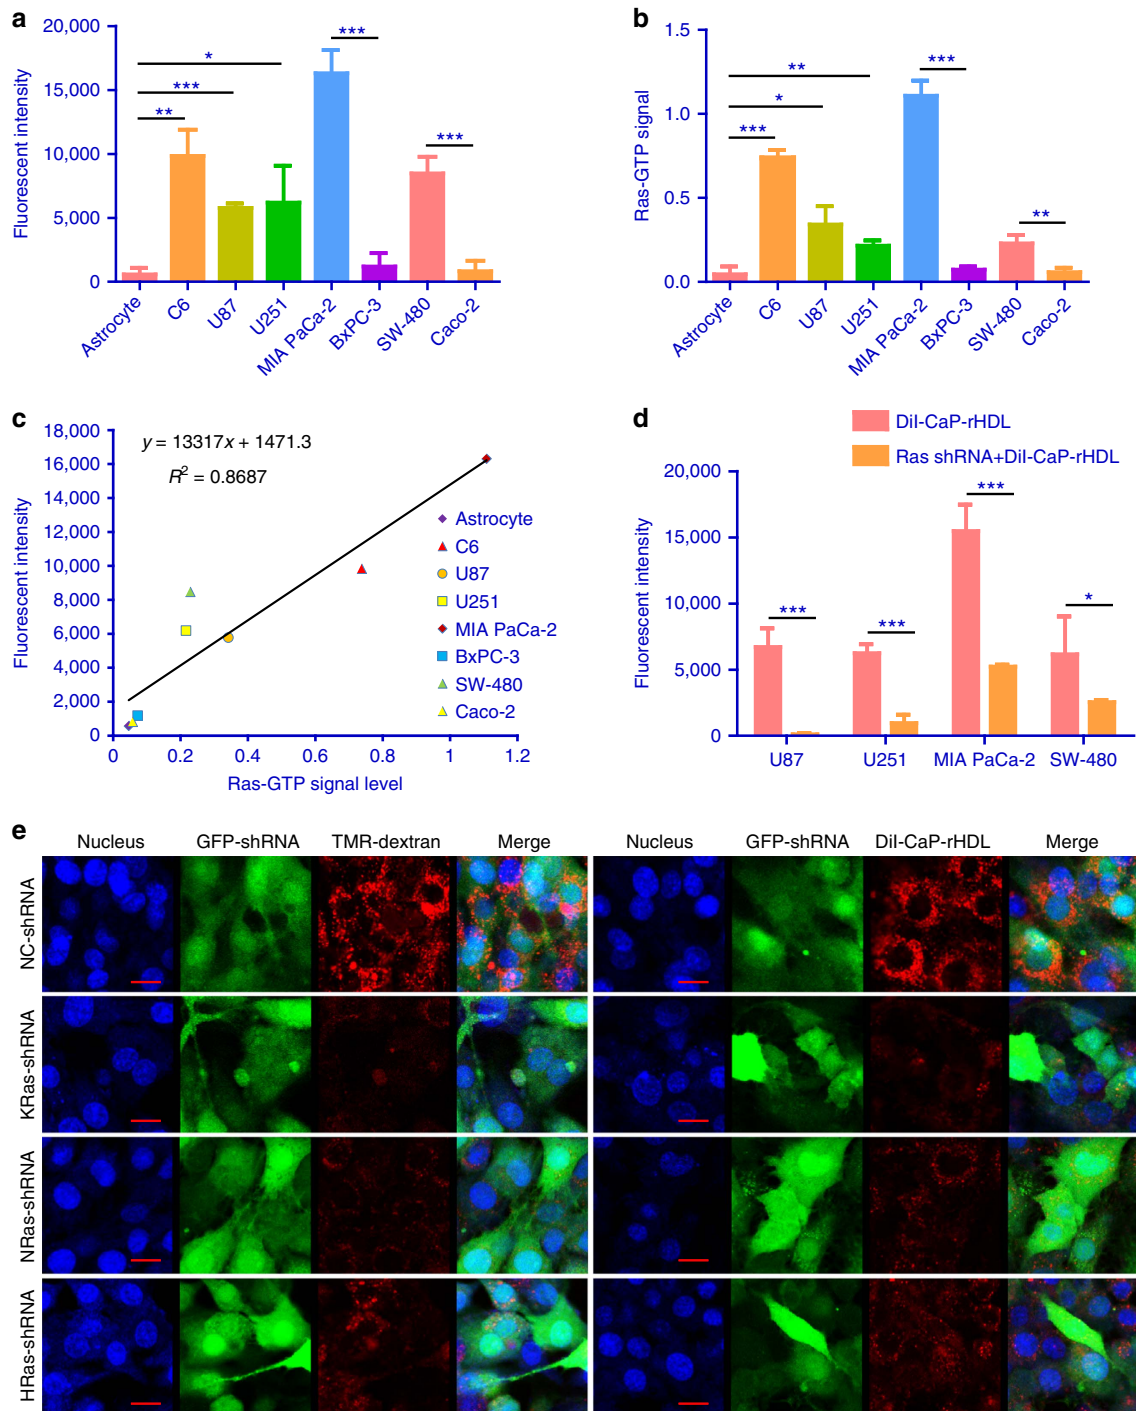 a
Fluorescent intensity
20,000
15,000
10,000
5,000
0
**
***
*
***
***
Astrocyte
C6
U87
U251
MIA PaCa-2
BxPC-3
SW-480
Caco-2
b
Ras-GTP signal
1.5
1.0
0.5
0.0
***
*
**
***
**
Astrocyte
C6
U87
U251
MIA PaCa-2
BxPC-3
SW-480
Caco-2
c
Fluorescent intensity
18,000
16,000
14,000
12,000
10,000
8,000
6,000
4,000
2,000
0
y = 13317x + 1471.3
R² = 0.8687
Astrocyte
C6
U87
U251
MIA PaCa-2
BxPC-3
SW-480
Caco-2
0 0.2 0.4 0.6 0.8 1 1.2
Ras-GTP signal level
d
DiI-CaP-rHDL
Ras shRNA+DiI-CaP-rHDL
Fluorescent intensity
20,000
15,000
10,000
5,000
0
***
***
***
*
U87 U251 MIA PaCa-2 SW-480
e
Nucleus GFP-shRNA TMR-dextran Merge Nucleus GFP-shRNA DiI-CaP-rHDL Merge
NC-shRNA
KRas-shRNA
NRas-shRNA
HRas-shRNA